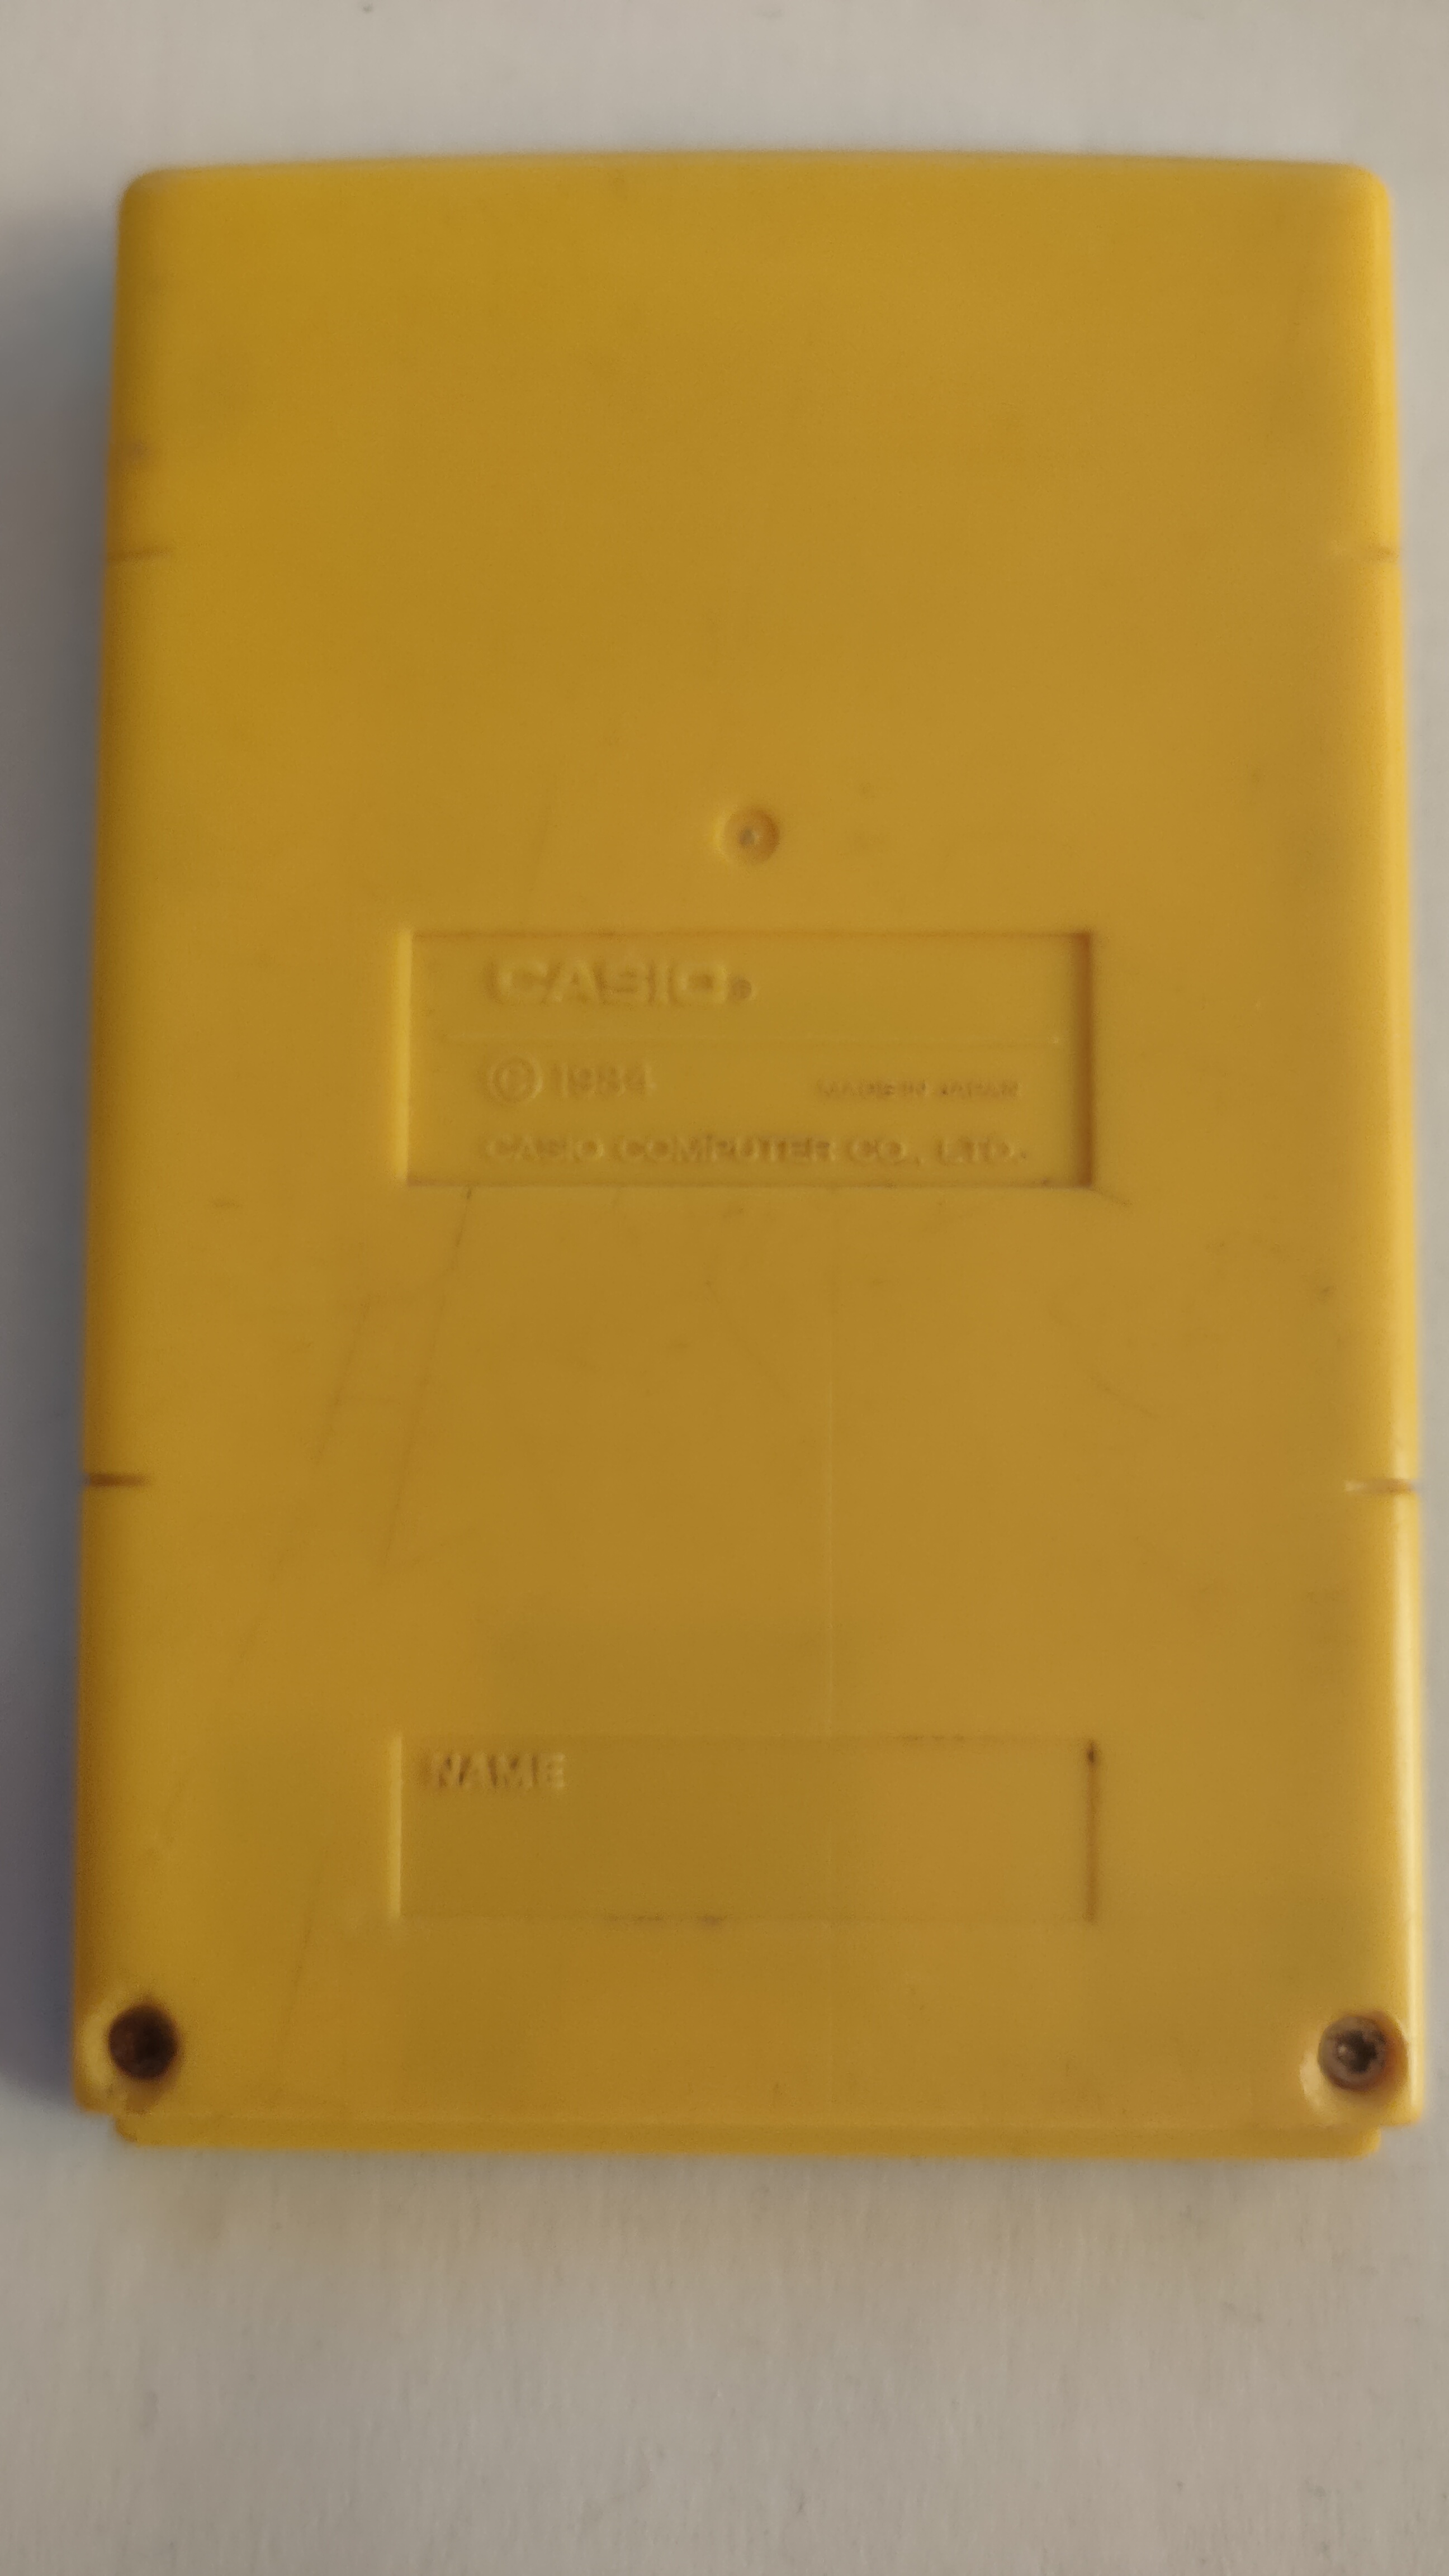 CASIO®
© 1984 MADE IN JAPAN
CASIO COMPUTER CO., LTD.
NAME